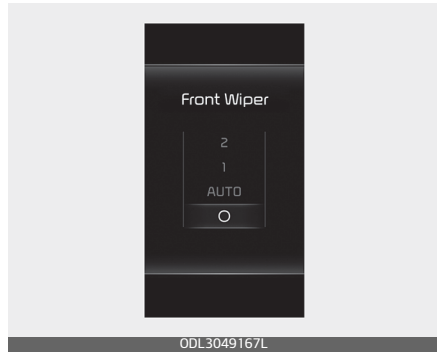 Front Wiper
2
1
AUTO
O
ODL3049167L